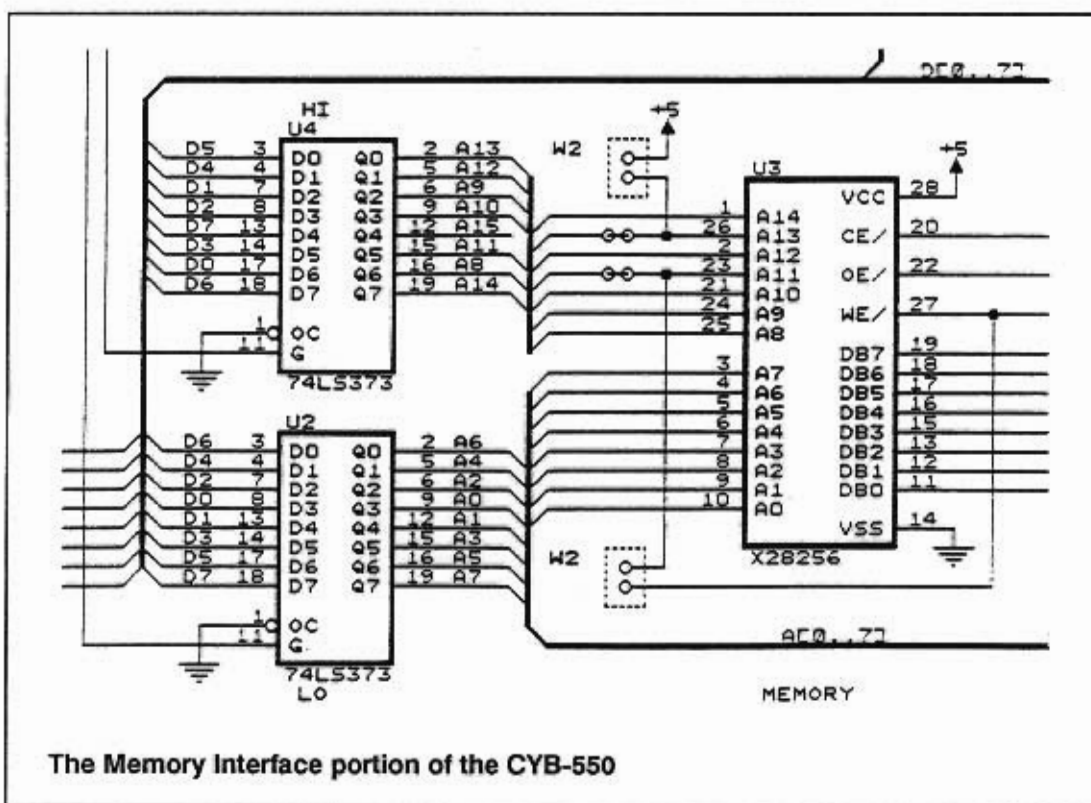 D[0..7]
HI
U4
D5 3 D0 Q0 2 A13
D4 4 D1 Q1 5 A12
D1 7 D2 Q2 6 A9
D2 8 D3 Q3 9 A10
D7 13 D4 Q4 12 A15
D3 14 D5 Q5 15 A11
D0 17 D6 Q6 16 A8
D6 18 D7 Q7 19 A14
1 OC
11 G
74LS373
U2
D6 3 D0 Q0 2 A6
D4 4 D1 Q1 5 A4
D2 7 D2 Q2 6 A2
D0 8 D3 Q3 9 A0
D1 13 D4 Q4 12 A1
D3 14 D5 Q5 15 A3
D5 17 D6 Q6 16 A5
D7 18 D7 Q7 19 A7
1 OC
11 G
74LS373
LO
W2
+5
U3
+5
VCC 28
1 A14
26 A13 CE/ 20
2 A12
23 A11 OE/ 22
21 A10
24 A9 WE/ 27
25 A8
DB7 19
3 A7 DB6 18
4 A6 DB5 17
5 A5 DB4 16
6 A4 DB3 15
7 A3 DB2 13
8 A2 DB1 12
9 A1 DB0 11
10 A0
VSS 14
X28256
W2
A[0..7]
MEMORY
The Memory Interface portion of the CYB-550